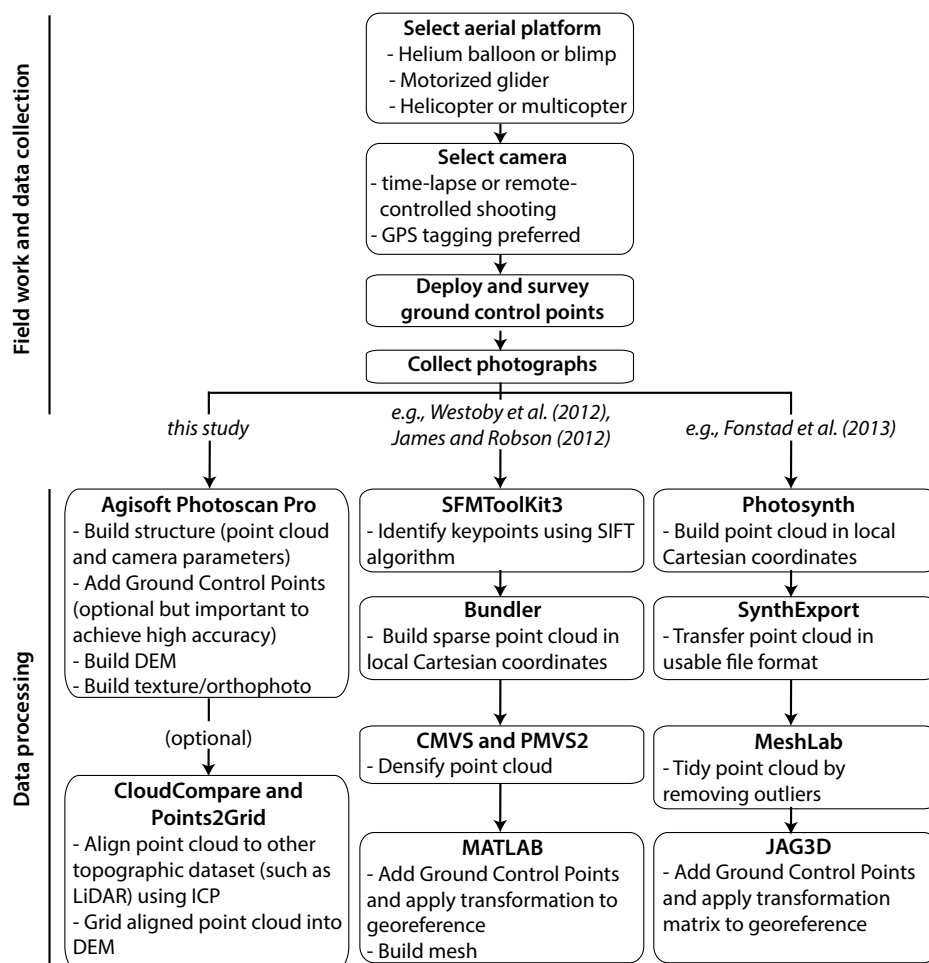 Field work and data collection
Select aerial platform
- Helium balloon or blimp
- Motorized glider
- Helicopter or multicopter
Select camera
- time-lapse or remote-
controlled shooting
- GPS tagging preferred
Deploy and survey
ground control points
Collect photographs
this study
e.g., Westoby et al. (2012),
James and Robson (2012)
e.g., Fonstad et al. (2013)
Data processing
Agisoft Photoscan Pro
- Build structure (point cloud
and camera parameters)
- Add Ground Control Points
(optional but important to
achieve high accuracy)
- Build DEM
- Build texture/orthophoto
(optional)
CloudCompare and
Points2Grid
- Align point cloud to other
topographic dataset (such as
LiDAR) using ICP
- Grid aligned point cloud into
DEM
SFMToolKit3
- Identify keypoints using SIFT
algorithm
Bundler
- Build sparse point cloud in
local Cartesian coordinates
CMVS and PMVS2
- Densify point cloud
MATLAB
- Add Ground Control Points
and apply transformation to
georeference
- Build mesh
Photosynth
- Build point cloud in local
Cartesian coordinates
SynthExport
- Transfer point cloud in
usable file format
MeshLab
- Tidy point cloud by
removing outliers
JAG3D
- Add Ground Control Points
and apply transformation
matrix to georeference